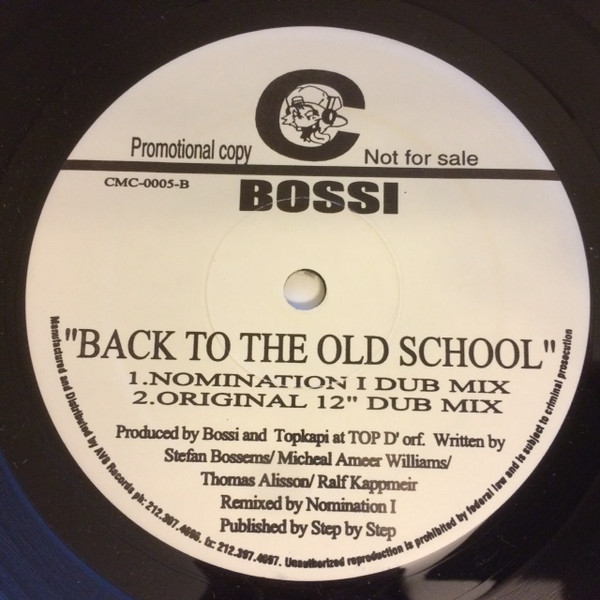 C
Promotional copy
Not for sale
CMC-0005-B
BOSSI
"BACK TO THE OLD SCHOOL"
1.NOMINATION I DUB MIX
2.ORIGINAL 12" DUB MIX
Produced by Bossi and Topkapi at TOP D' orf. Written by
Stefan Bossems/ Micheal Ameer Williams/
Thomas Alisson/ Ralf Kappmeir
Remixed by Nomination I
Published by Step by Step
Manufactured and Distributed by AV8 Records ph: 212.397.4666. fx: 212.397.4667. Unauthorized reproduction is prohibited by federal law and is subject to criminal prosecution